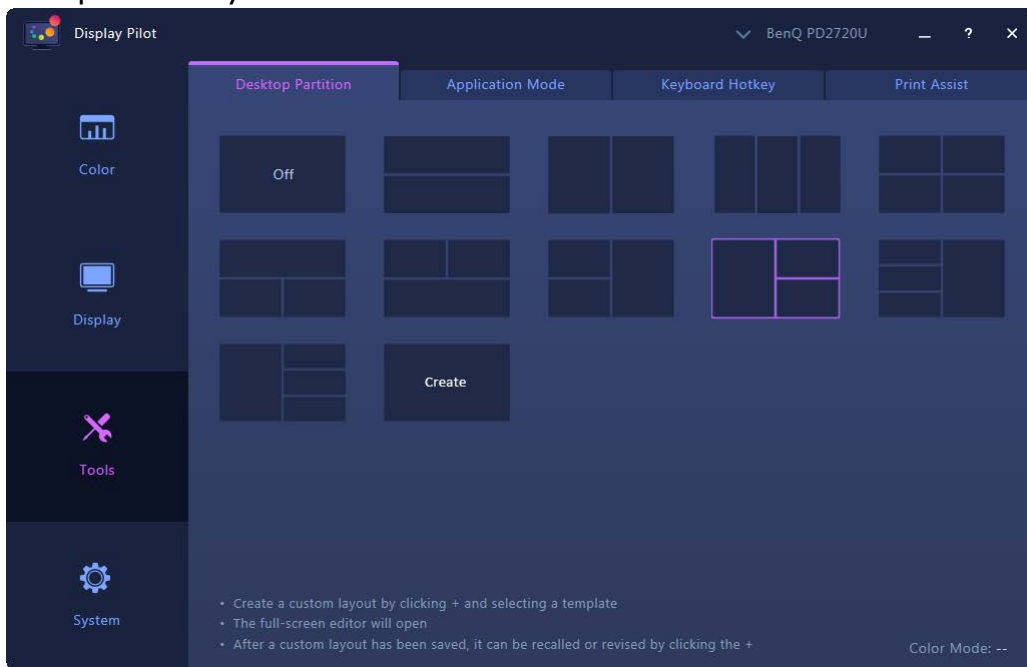 Display Pilot
BenQ PD2720U
?
Desktop Partition
Application Mode
Keyboard Hotkey
Print Assist
Color
Display
Tools
System
Off
Create
• Create a custom layout by clicking + and selecting a template
• The full-screen editor will open
• After a custom layout has been saved, it can be recalled or revised by clicking the +
Color Mode: --